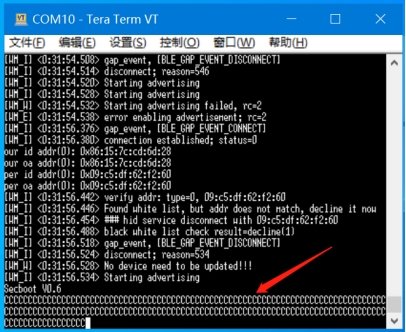 COM10 - Tera Term VT
文件(F) 编辑(E) 设置(S) 控制(O) 窗口(W) 帮助(H)
[WM_I] <0:31:54.508> gap_event, [BLE_GAP_EVENT_DISCONNECT]
[WM_I] <0:31:54.514> disconnect; reason=546
[WM_I] <0:31:54.520> Starting advertising
[WM_I] <0:31:54.528> Starting advertising
[WM_W] <0:31:54.532> Starting advertising failed, rc=2
[WM_E] <0:31:54.538> error enabling advertisement; rc=2
[WM_I] <0:31:56.376> gap_event, [BLE_GAP_EVENT_CONNECT]
[WM_I] <0:31:56.380> connection established; status=0
our id addr(0): 0x86:15:7c:cd:6d:28
our oa addr(0): 0x86:15:7c:cd:6d:28
per id addr(0): 0x09:c5:df:62:f2:60
per oa addr(0): 0x09:c5:df:62:f2:60
[WM_I] <0:31:56.442> verify addr: type=0, 09:c5:df:62:f2:60
[WM_I] <0:31:56.446> Found white list, but addr does not match, decline it now
[WM_I] <0:31:56.454> ### hid service disconnect with 09:c5:df:62:f2:60
[WM_I] <0:31:56.488> black white list check result=decline(1)
[WM_I] <0:31:56.518> gap_event, [BLE_GAP_EVENT_DISCONNECT]
[WM_I] <0:31:56.524> disconnect; reason=534
[WM_W] <0:31:56.528> No device need to be updated!!!
[WM_I] <0:31:56.534> Starting advertising
Secboot V0.6
CCCCCCCCCCCCCCCCCCCCCCCCCCCCCCCCCCCCCCCCCCCCCCCCCCCCCCCCCCCCCCCCCCCCCCCCCCCCCCCC
CCCCCCCCCCCCCCCCCCCCCCCCCCCCCCCCCCCCCCCCCCCCCCCCCCCCCCCCCCCCCCCCCCCCCCCCCCCCCCCC
CCCCCCCCCCCCCCCCC